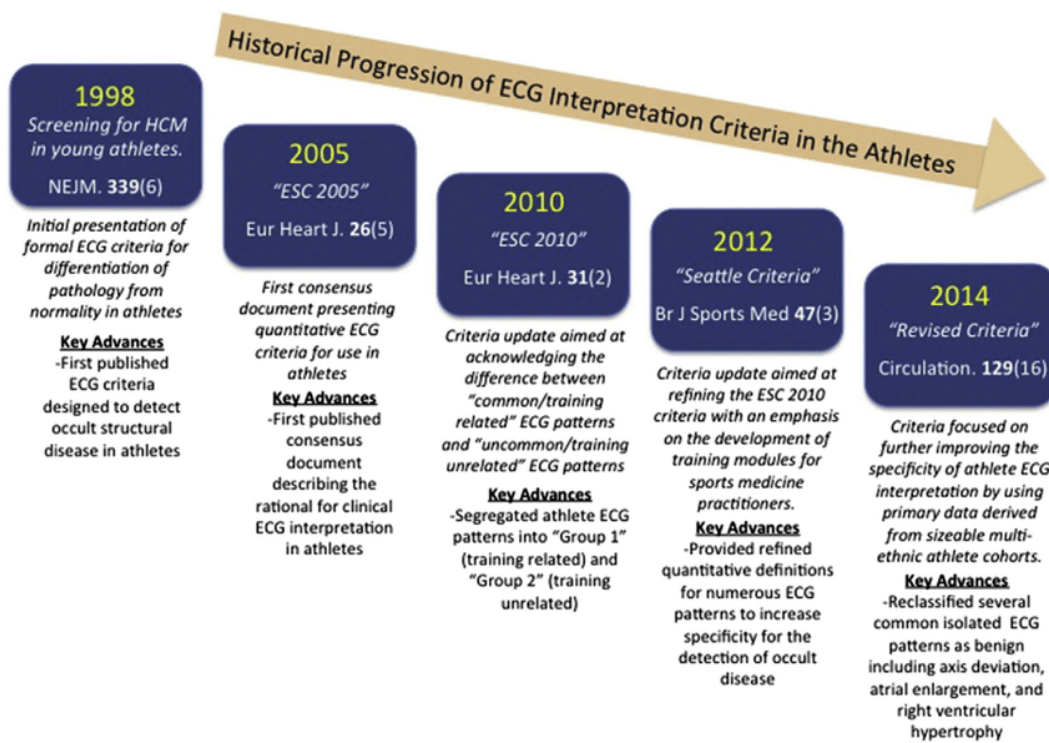 Historical Progression of ECG Interpretation Criteria in the Athletes
1998
Screening for HCM
in young athletes.
NEJM. 339(6)
Initial presentation of
formal ECG criteria for
differentiation of
pathology from
normality in athletes
Key Advances
-First published
ECG criteria
designed to detect
occult structural
disease in athletes
2005
"ESC 2005"
Eur Heart J. 26(5)
First consensus
document presenting
quantitative ECG
criteria for use in
athletes
Key Advances
-First published
consensus
document
describing the
rational for clinical
ECG interpretation
in athletes
2010
"ESC 2010"
Eur Heart J. 31(2)
Criteria update aimed at
acknowledging the
difference between
"common/training
related" ECG patterns
and "uncommon/training
unrelated" ECG patterns
Key Advances
-Segregated athlete ECG
patterns into "Group 1"
(training related) and
"Group 2" (training
unrelated)
2012
"Seattle Criteria"
Br J Sports Med 47(3)
Criteria update aimed at
refining the ESC 2010
criteria with an emphasis
on the development of
training modules for
sports medicine
practitioners.
Key Advances
-Provided refined
quantitative definitions
for numerous ECG
patterns to increase
specificity for the
detection of occult
disease
2014
"Revised Criteria"
Circulation. 129(16)
Criteria focused on
further improving the
specificity of athlete ECG
interpretation by using
primary data derived
from sizeable multi-
ethnic athlete cohorts.
Key Advances
-Reclassified several
common isolated ECG
patterns as benign
including axis deviation,
atrial enlargement, and
right ventricular
hypertrophy